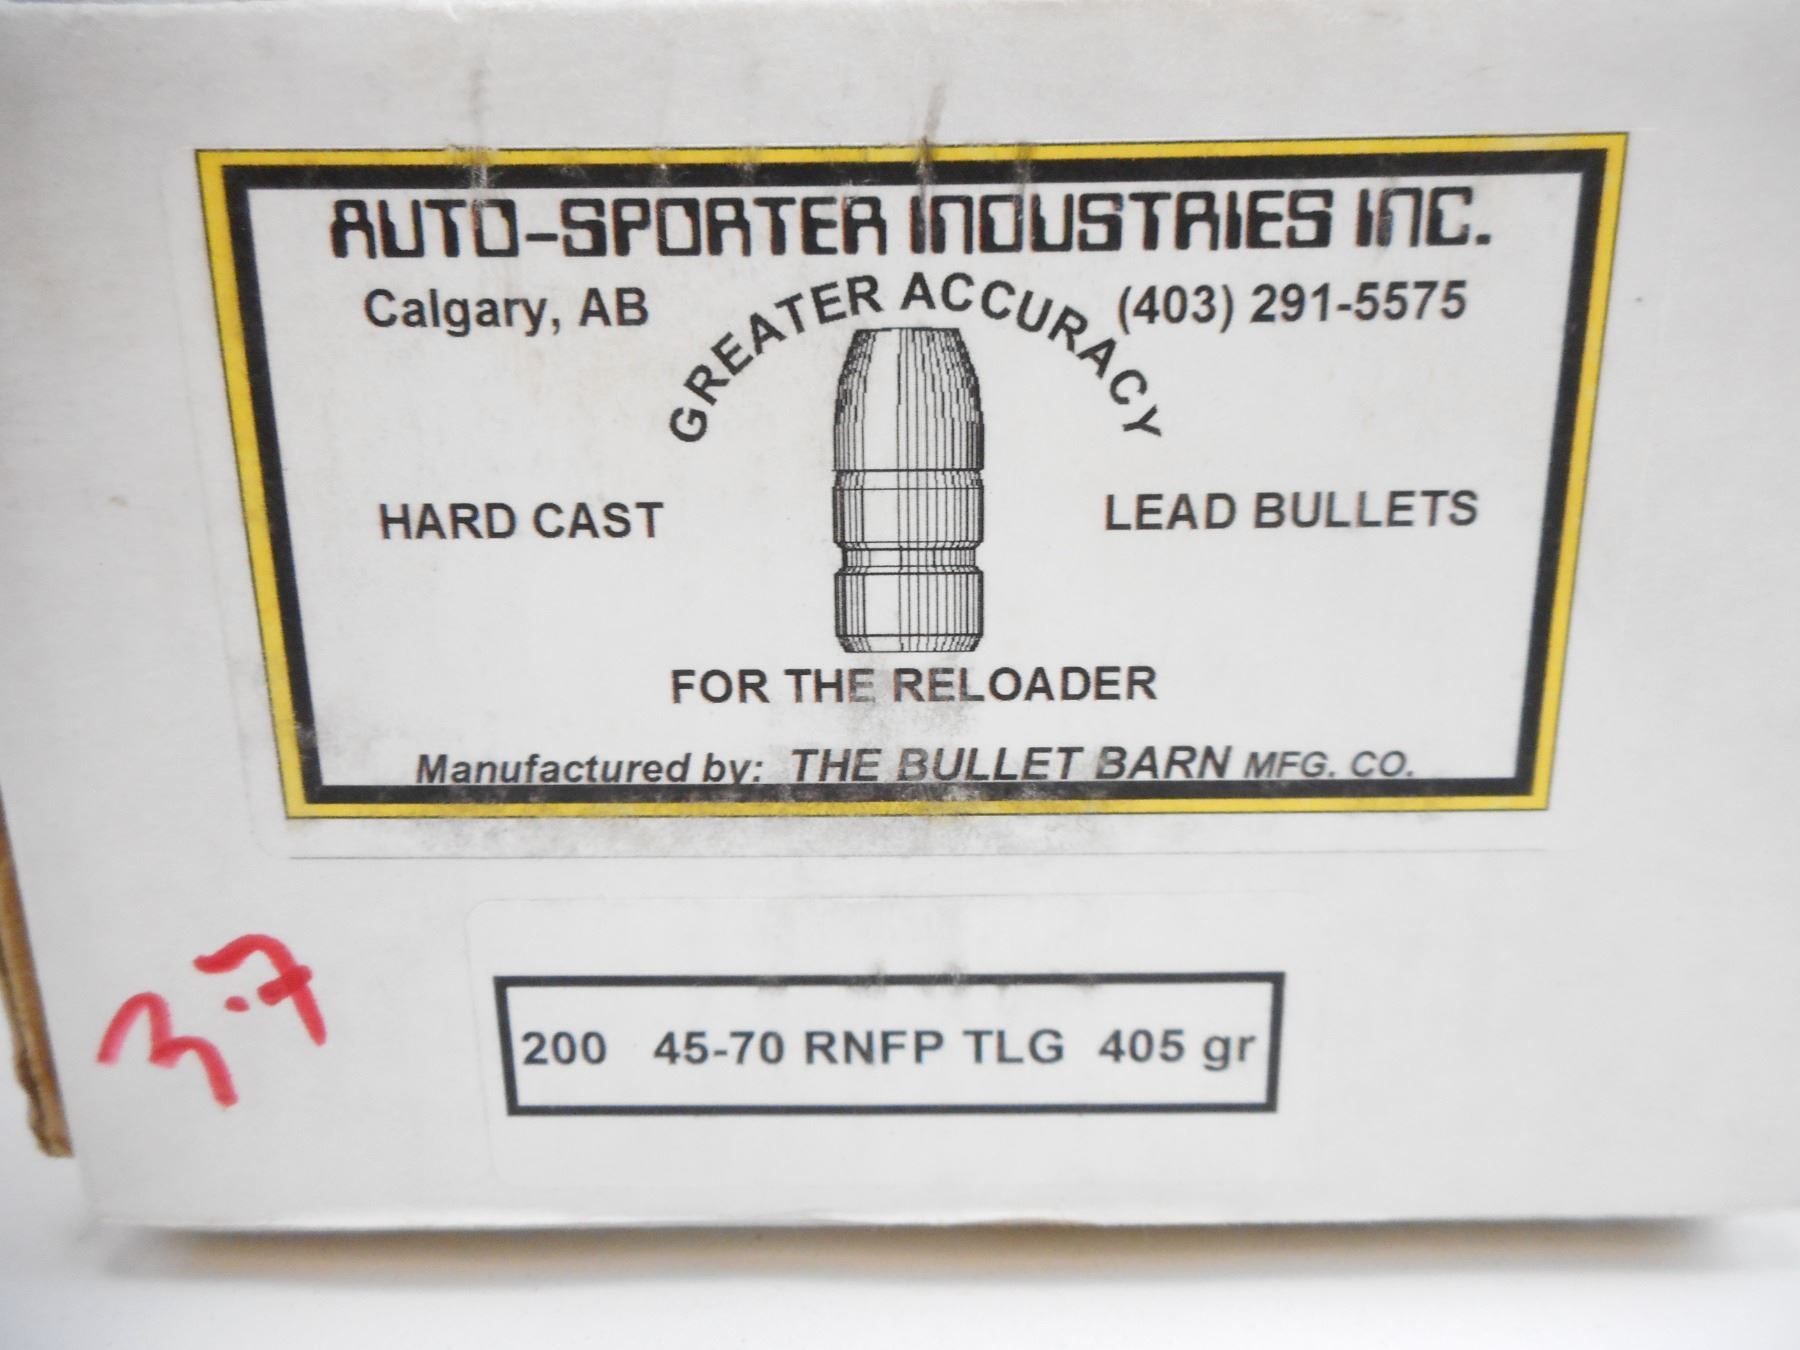 AUTO-SPORTER INDUSTRIES INC.
Calgary, AB
(403) 291-5575
GREATER ACCURACY
HARD CAST
LEAD BULLETS
FOR THE RELOADER
Manufactured by: THE BULLET BARN MFG. CO.
3.7
200 45-70 RNFP TLG 405 gr